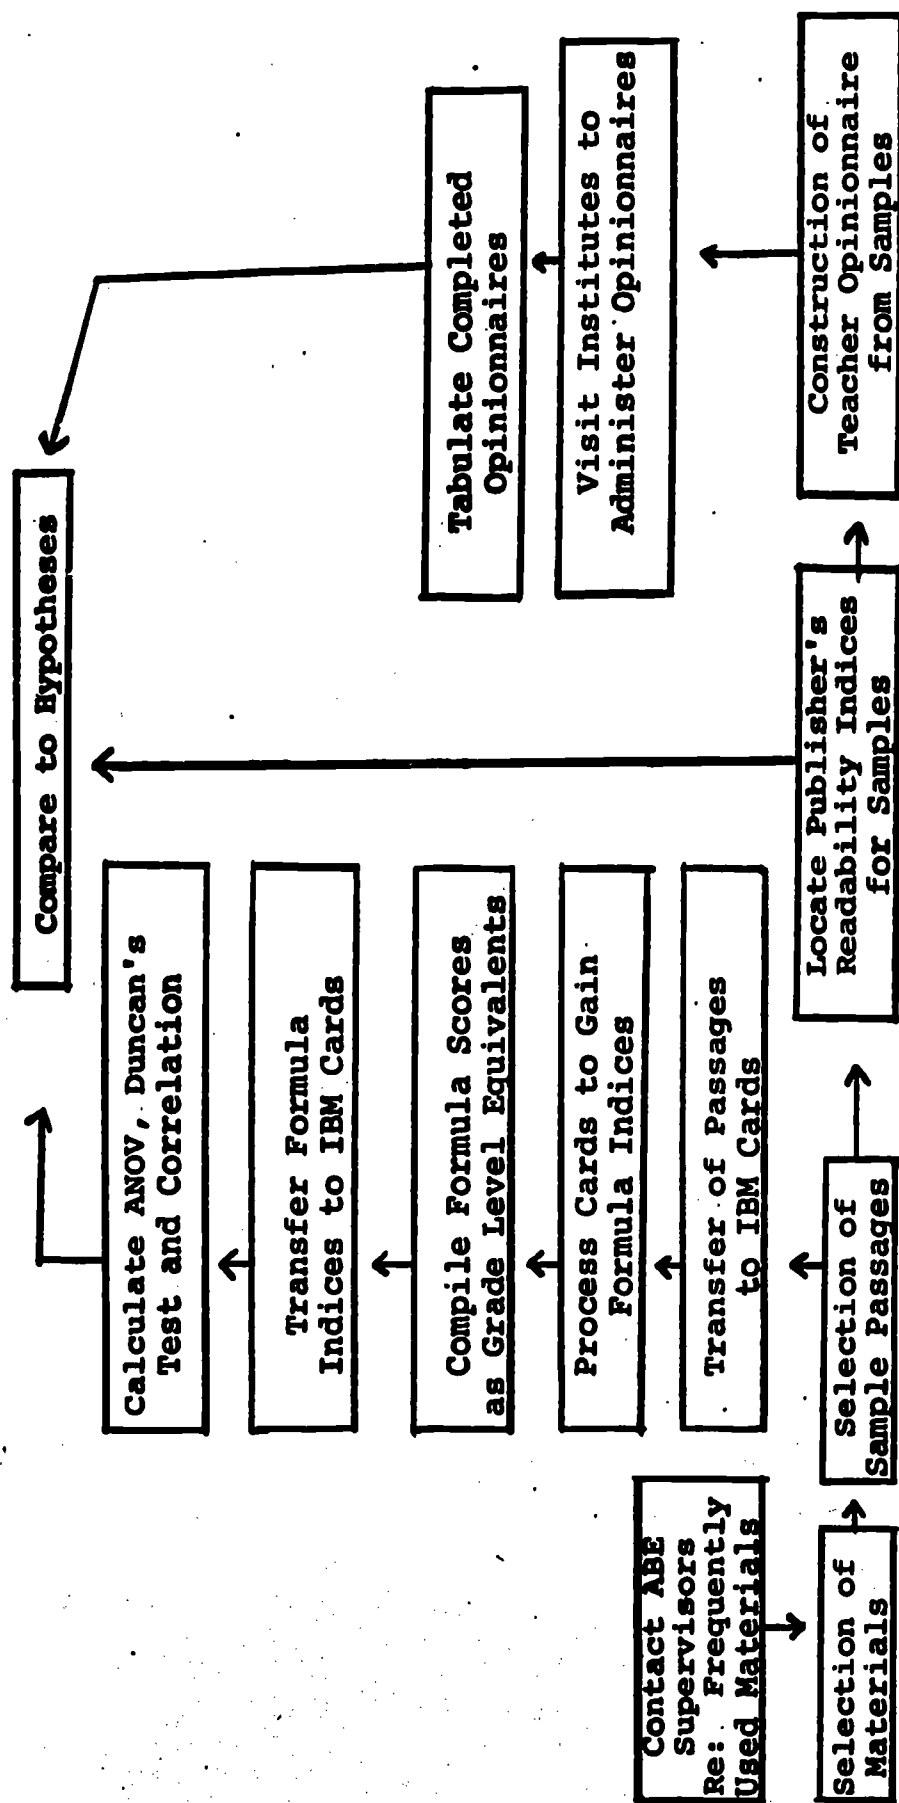 Compare to Hypotheses
Calculate ANOV, Duncan's
Test and Correlation
Transfer Formula
Indices to IBM Cards
Compile Formula Scores
as Grade Level Equivalents
Process Cards to Gain
Formula Indices
Transfer of Passages
to IBM Cards
Tabulate Completed
Opinionnaires
Visit Institutes to
Administer Opinionnaires
Contact ABE
Supervisors
Re: Frequently
Used Materials
Selection of
Materials
Selection of
Sample Passages
Locate Publisher's
Readability Indices
for Samples
Construction of
Teacher Opinionnaire
from Samples